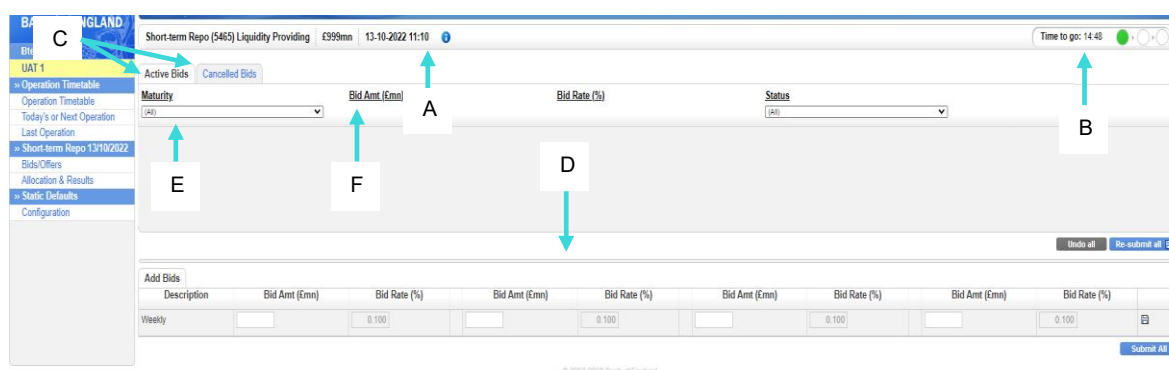 BA NGLAND
C
Short-term Repo (5465) Liquidity Providing £999mn 13-10-2022 11:10
Time to go: 14:48
UAT 1
Active Bids Cancelled Bids
» Operation Timetable
Operation Timetable
Today's or Next Operation
Last Operation
» Short-term Repo 13/10/2022
Bids/Offers
Allocation & Results
» Static Defaults
Configuration
Maturity Bid Amt (£mn) Bid Rate (%) Status
(All) (All)
A
B
D
E
F
Undo all Re-submit all
Add Bids
Description Bid Amt (£mn) Bid Rate (%) Bid Amt (£mn) Bid Rate (%) Bid Amt (£mn) Bid Rate (%) Bid Amt (£mn) Bid Rate (%)
Weekly 0.100 0.100 0.100 0.100
Submit All